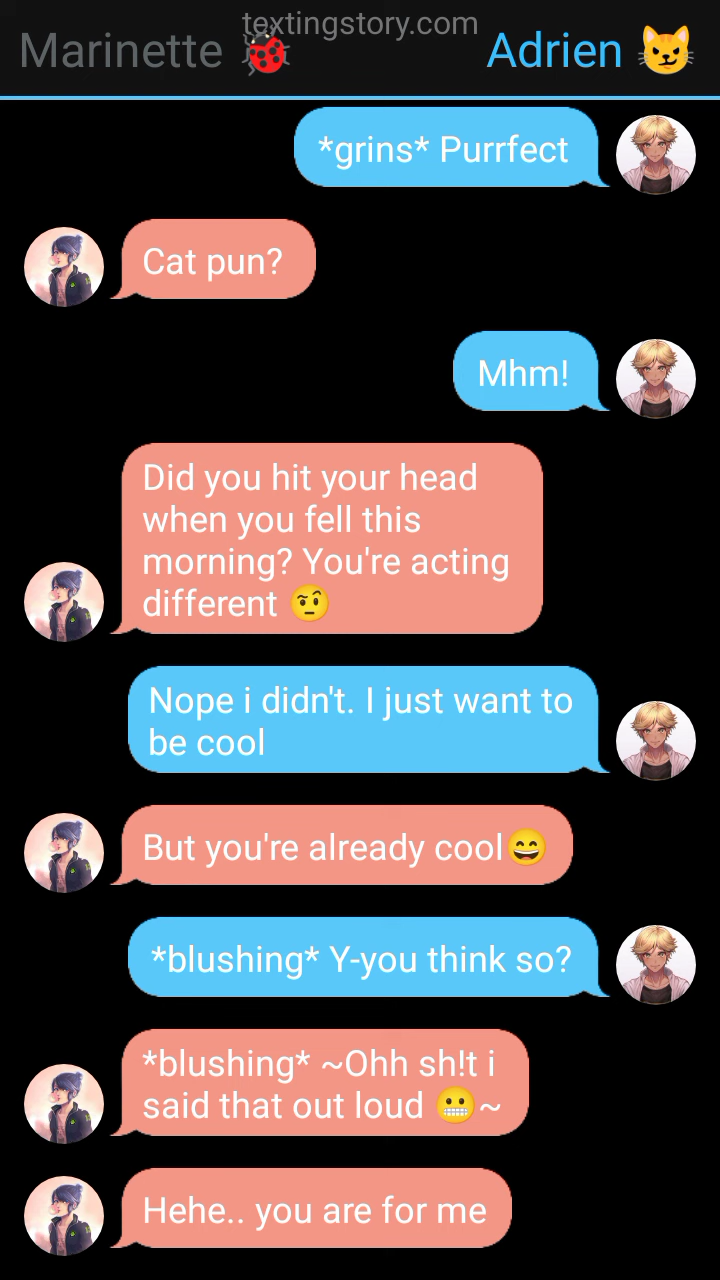 textingstory.com
Marinette 🐞
Adrien 😼
*grins* Purrfect
Cat pun?
Mhm!
Did you hit your head
when you fell this
morning? You're acting
different 🤨
Nope i didn't. I just want to
be cool
But you're already cool😄
*blushing* Y-you think so?
*blushing* ~Ohh sh!t i
said that out loud 😬~
Hehe.. you are for me